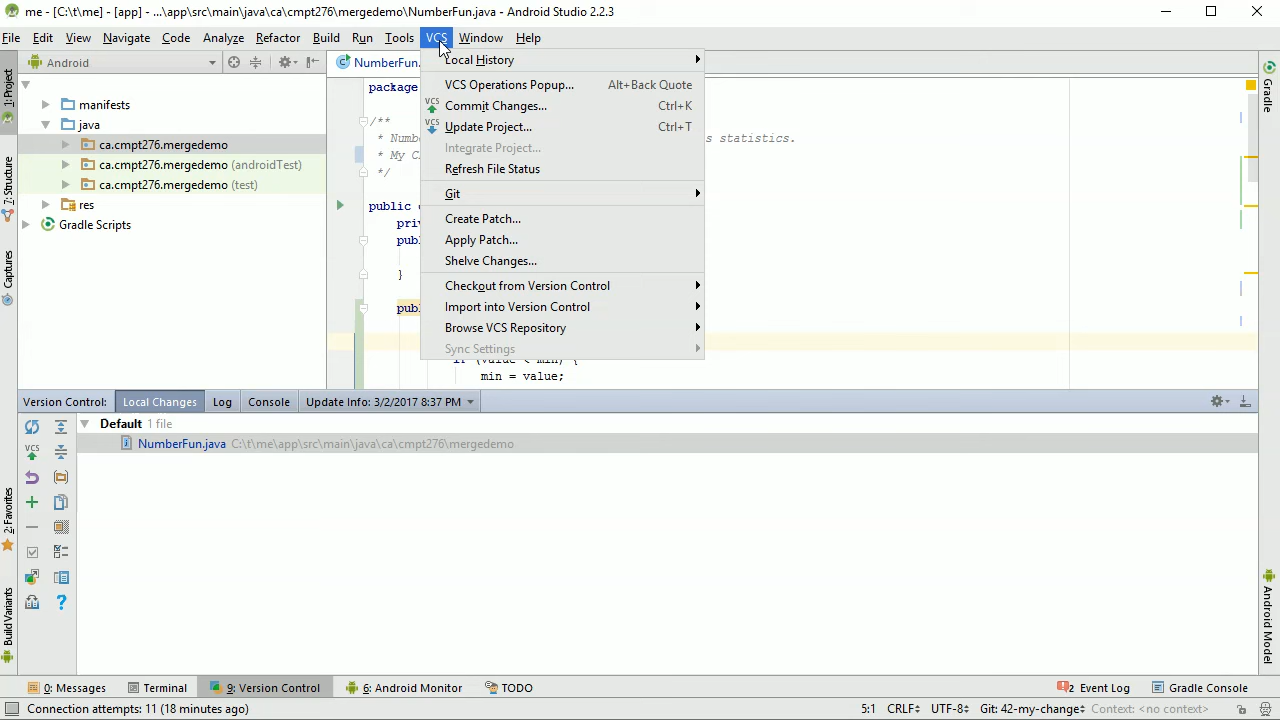 me - [C:\t\me] - [app] - ...\app\src\main\java\ca\cmpt276\mergedemo\NumberFun.java - Android Studio 2.2.3
File Edit View Navigate Code Analyze Refactor Build Run Tools VCS Window Help
Android
NumberFun.
1: Project
7: Structure
Captures
2: Favorites
Build Variants
manifests
java
ca.cmpt276.mergedemo
ca.cmpt276.mergedemo (androidTest)
ca.cmpt276.mergedemo (test)
res
Gradle Scripts
Local History
VCS Operations Popup... Alt+Back Quote
Commit Changes... Ctrl+K
Update Project... Ctrl+T
Integrate Project...
Refresh File Status
Git
Create Patch...
Apply Patch...
Shelve Changes...
Checkout from Version Control
Import into Version Control
Browse VCS Repository
Sync Settings
package
/**
* Numb s statistics.
* My C
*/
public
pri
pub
}
pub
if (value < min) {
min = value;
Gradle
Android Model
Version Control: Local Changes Log Console Update Info: 3/2/2017 8:37 PM
Default 1 file
NumberFun.java C:\t\me\app\src\main\java\ca\cmpt276\mergedemo
VCS
0: Messages Terminal 9: Version Control 6: Android Monitor TODO 2 Event Log Gradle Console
Connection attempts: 11 (18 minutes ago) 5:1 CRLF UTF-8 Git: 42-my-change Context: <no context>